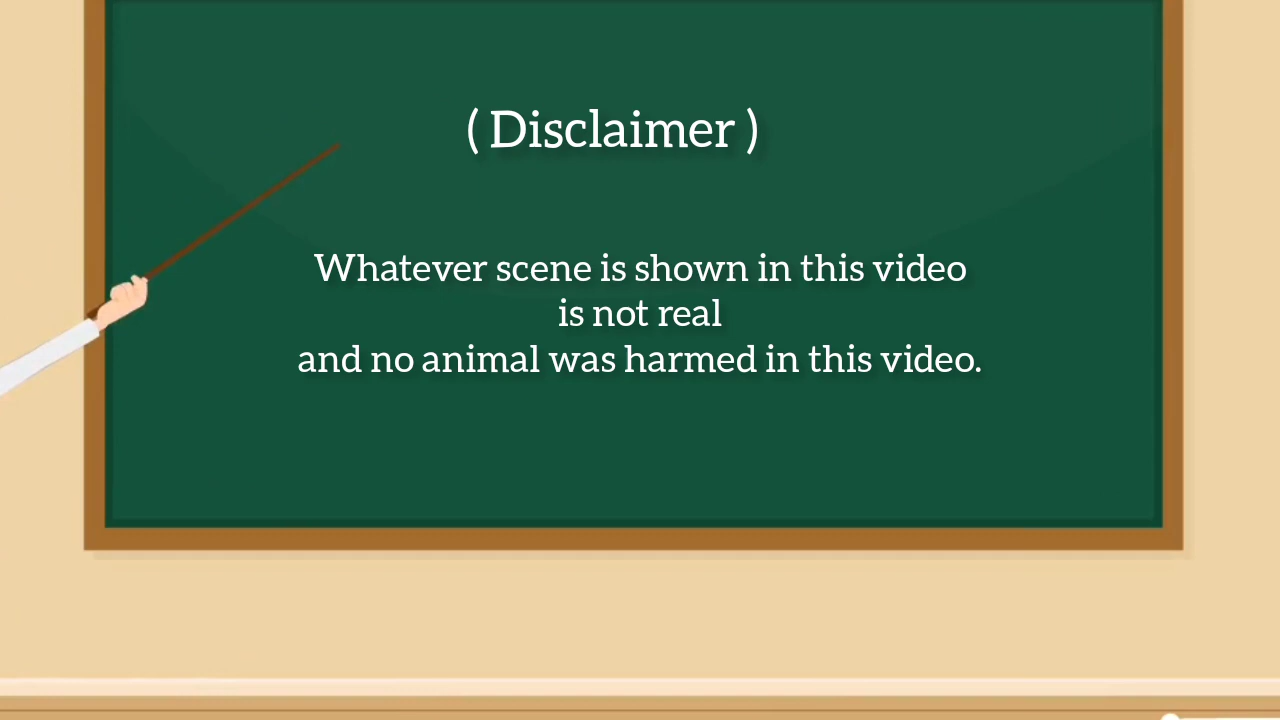 ( Disclaimer )
Whatever scene is shown in this video
is not real
and no animal was harmed in this video.